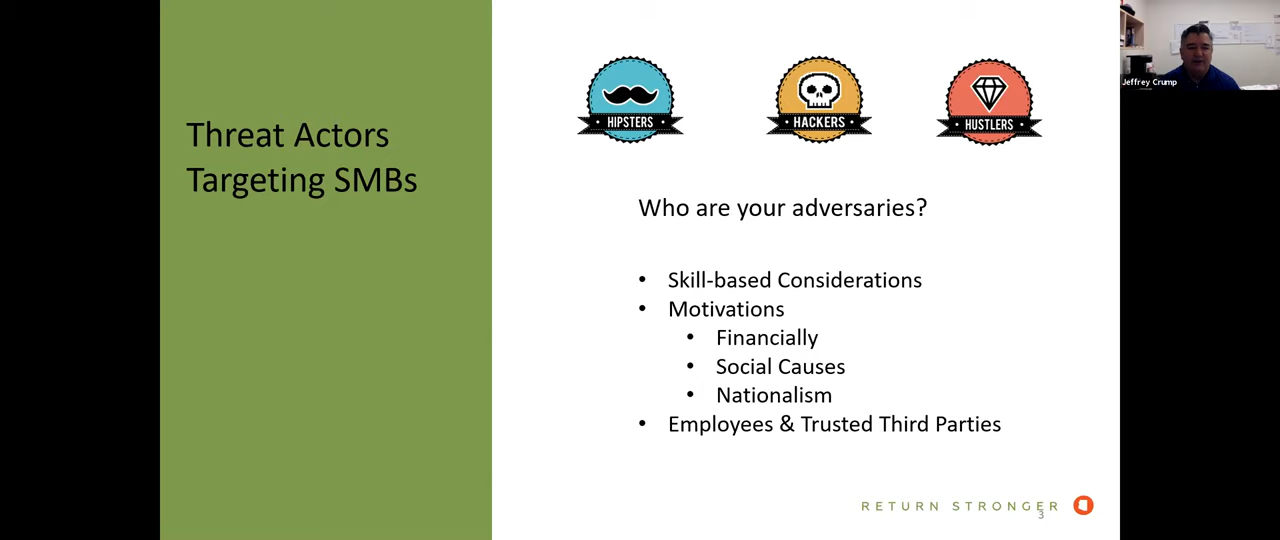 Threat Actors
Targeting SMBs
• HIPSTERS •
• HACKERS •
• HUSTLERS •
Who are your adversaries?
• Skill-based Considerations
• Motivations
• Financially
• Social Causes
• Nationalism
• Employees & Trusted Third Parties
RETURN STRONGER
3
Jeffrey Crump